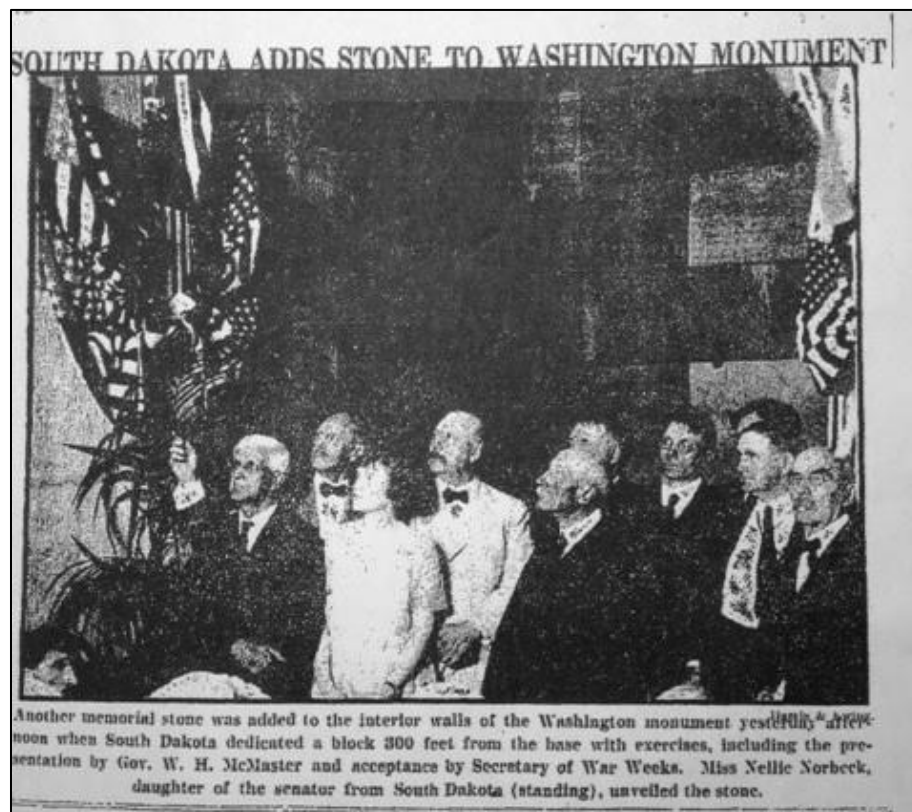 SOUTH DAKOTA ADDS STONE TO WASHINGTON MONUMENT
Another memorial stone was added to the interior walls of the Washington monument yesterday after-
noon when South Dakota dedicated a block 300 feet from the base with exercises, including the pre-
sentation by Gov. W. H. McMaster and acceptance by Secretary of War Weeks. Miss Nellie Norbeck,
daughter of the senator from South Dakota (standing), unveiled the stone.